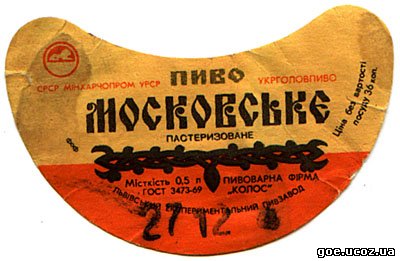 ПИВО
СРСР МІНХАРЧОПРОМ УРСР УКРГОЛОВПИВО
МОСКОВСЬКЕ
ПАСТЕРИЗОВАНЕ
Ціна без вартості
посуду 36 коп.
Місткість 0,5 л
ГОСТ 3473-69
ПИВОВАРНА ФІРМА
"КОЛОС"
ЛЬВІВСЬКИЙ ЕКСПЕРИМЕНТАЛЬНИЙ ПИВЗАВОД
27 12
goe.ucoz.ua